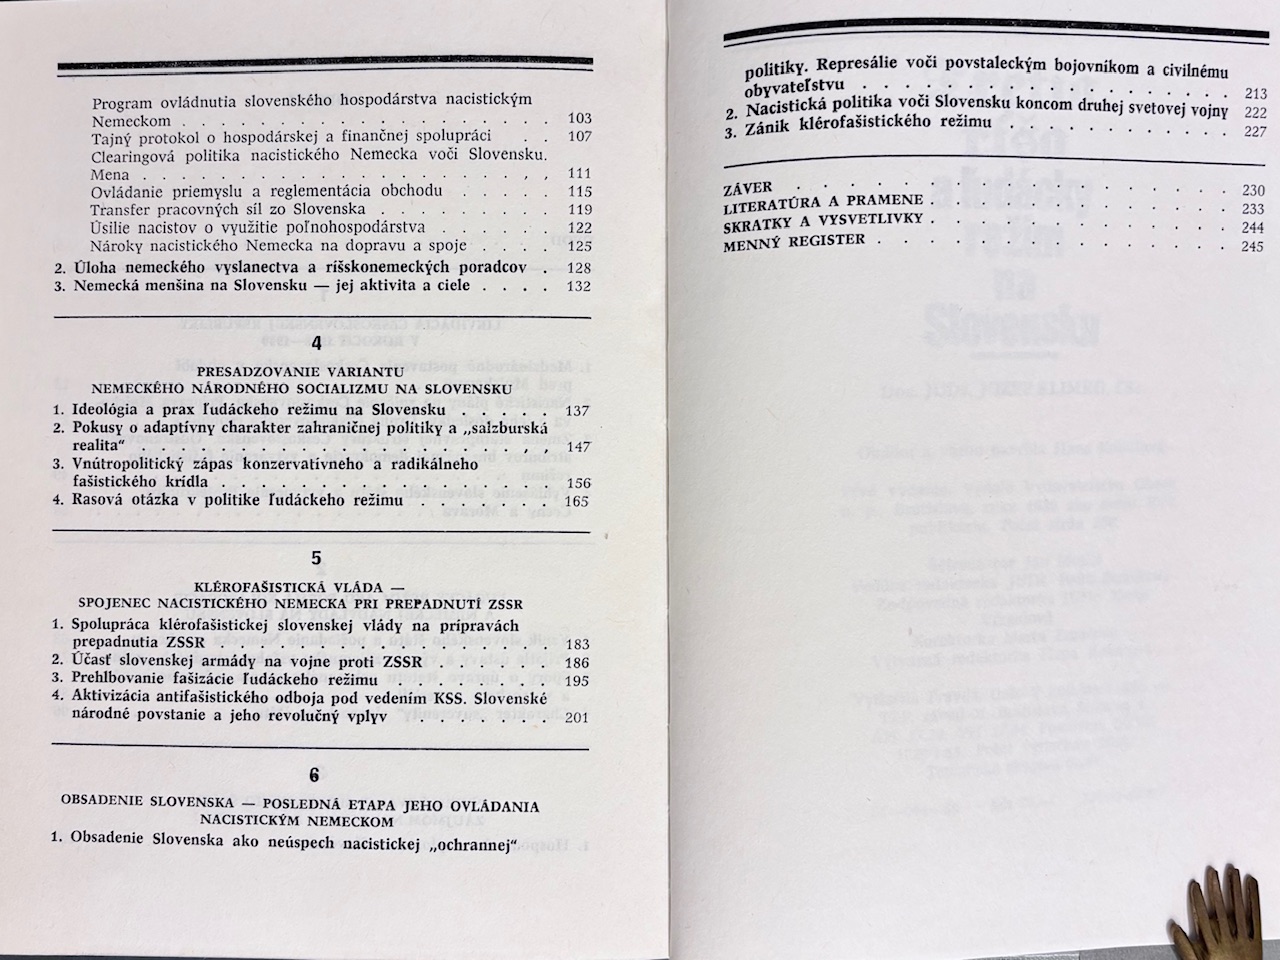 Program ovládnutia slovenského hospodárstva nacistickým
Nemeckom . . . . . . . . . . . . . . . . 103
Tajný protokol o hospodárskej a finančnej spolupráci . . 107
Clearingová politika nacistického Nemecka voči Slovensku.
Mena . . . . . . . . . . . . . . . . , , 111
Ovládanie priemyslu a reglementácia obchodu . . . . . 115
Transfer pracovných síl zo Slovenska . . . . . . . . 119
Úsilie nacistov o využitie poľnohospodárstva . . . . . 122
Nároky nacistického Nemecka na dopravu a spoje . . . . 125
2. Úloha nemeckého vyslanectva a ríšskonemeckých poradcov . 128
3. Nemecká menšina na Slovensku — jej aktivita a ciele . . . . 132
4
PRESADZOVANIE VARIANTU
NEMECKÉHO NÁRODNÉHO SOCIALIZMU NA SLOVENSKU
1. Ideológia a prax ľudáckeho režimu na Slovensku . . . . . 137
2. Pokusy o adaptívny charakter zahraničnej politiky a „salzburská
realita“ . . . . . . . . . . . . . . . , , 147
3. Vnútropolitický zápas konzervatívneho a radikálneho
fašistického krídla . . . . . . . . . . . . . 156
4. Rasová otázka v politike ľudáckeho režimu . . . . . . 165
5
KLÉROFAŠISTICKÁ VLÁDA —
SPOJENEC NACISTICKÉHO NEMECKA PRI PREPADNUTÍ ZSSR
1. Spolupráca klérofašistickej slovenskej vlády na prípravách
prepadnutia ZSSR . . . . . . . . . . . . . 183
2. Účasť slovenskej armády na vojne proti ZSSR . . . . . . 186
3. Prehlbovanie fašizácie ľudáckeho režimu . . . . . . . 195
4. Aktivizácia antifašistického odboja pod vedením KSS. Slovenské
národné povstanie a jeho revolučný vplyv . . . . . . . 201
6
OBSADENIE SLOVENSKA — POSLEDNÁ ETAPA JEHO OVLÁDANIA
NACISTICKÝM NEMECKOM
1. Obsadenie Slovenska ako neúspech nacistickej „ochrannej“
politiky. Represálie voči povstaleckým bojovníkom a civilnému
obyvateľstvu . . . . . . . . . . . . . . . 213
2. Nacistická politika voči Slovensku koncom druhej svetovej vojny 222
3. Zánik klérofašistického režimu . . . . . . . . . . 227
ZÁVER . . . . . . . . . . . . . . . . . 230
LITERATÚRA A PRAMENE . . . . . . . . . . . . 233
SKRATKY A VYSVETLIVKY . . . . . . . . . . . . 244
MENNÝ REGISTER . . . . . . . . . . . . . . 245